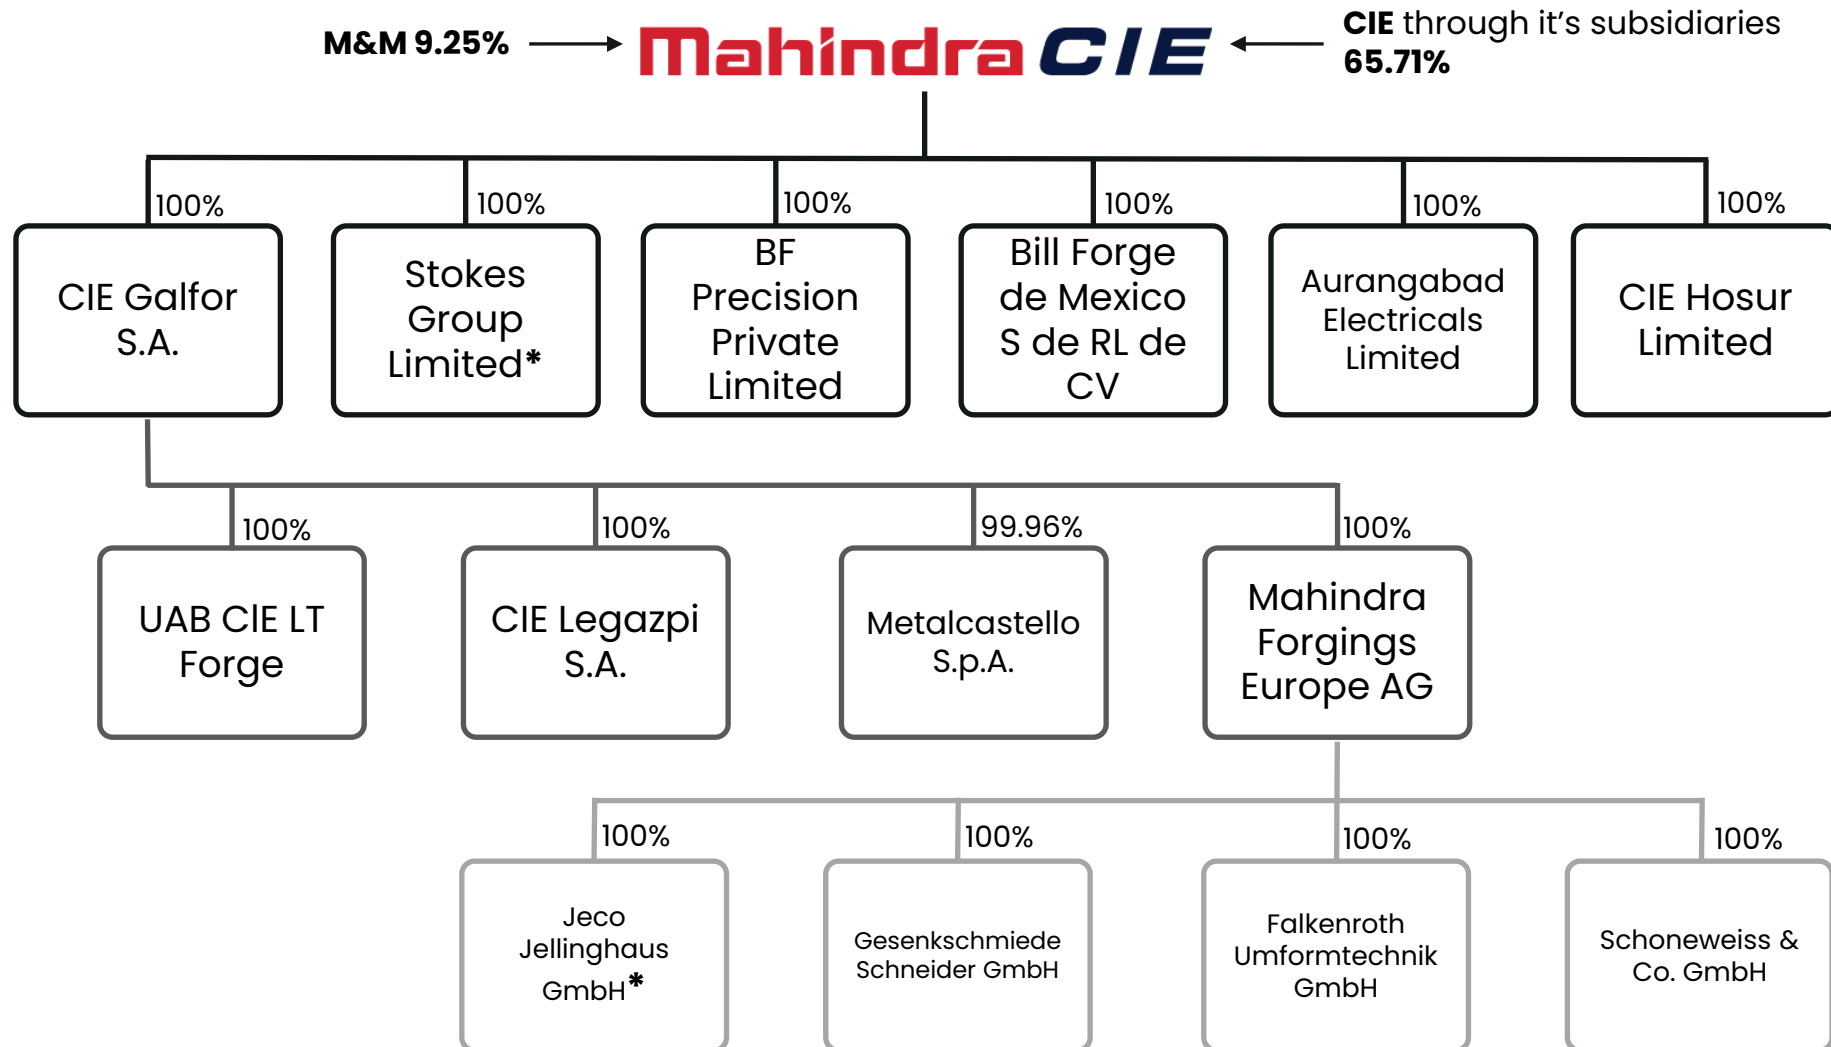 M&M 9.25%
Mahindra CIE
CIE through it's subsidiaries
65.71%
100%
100%
100%
100%
100%
100%
CIE Galfor
S.A.
Stokes
Group
Limited*
BF
Precision
Private
Limited
Bill Forge
de Mexico
S de RL de
CV
Aurangabad
Electricals
Limited
CIE Hosur
Limited
100%
100%
99.96%
100%
UAB CIE LT
Forge
CIE Legazpi
S.A.
Metalcastello
S.p.A.
Mahindra
Forgings
Europe AG
100%
100%
100%
100%
Jeco
Jellinghaus
GmbH*
Gesenkschmiede
Schneider GmbH
Falkenroth
Umformtechnik
GmbH
Schoneweiss &
Co. GmbH